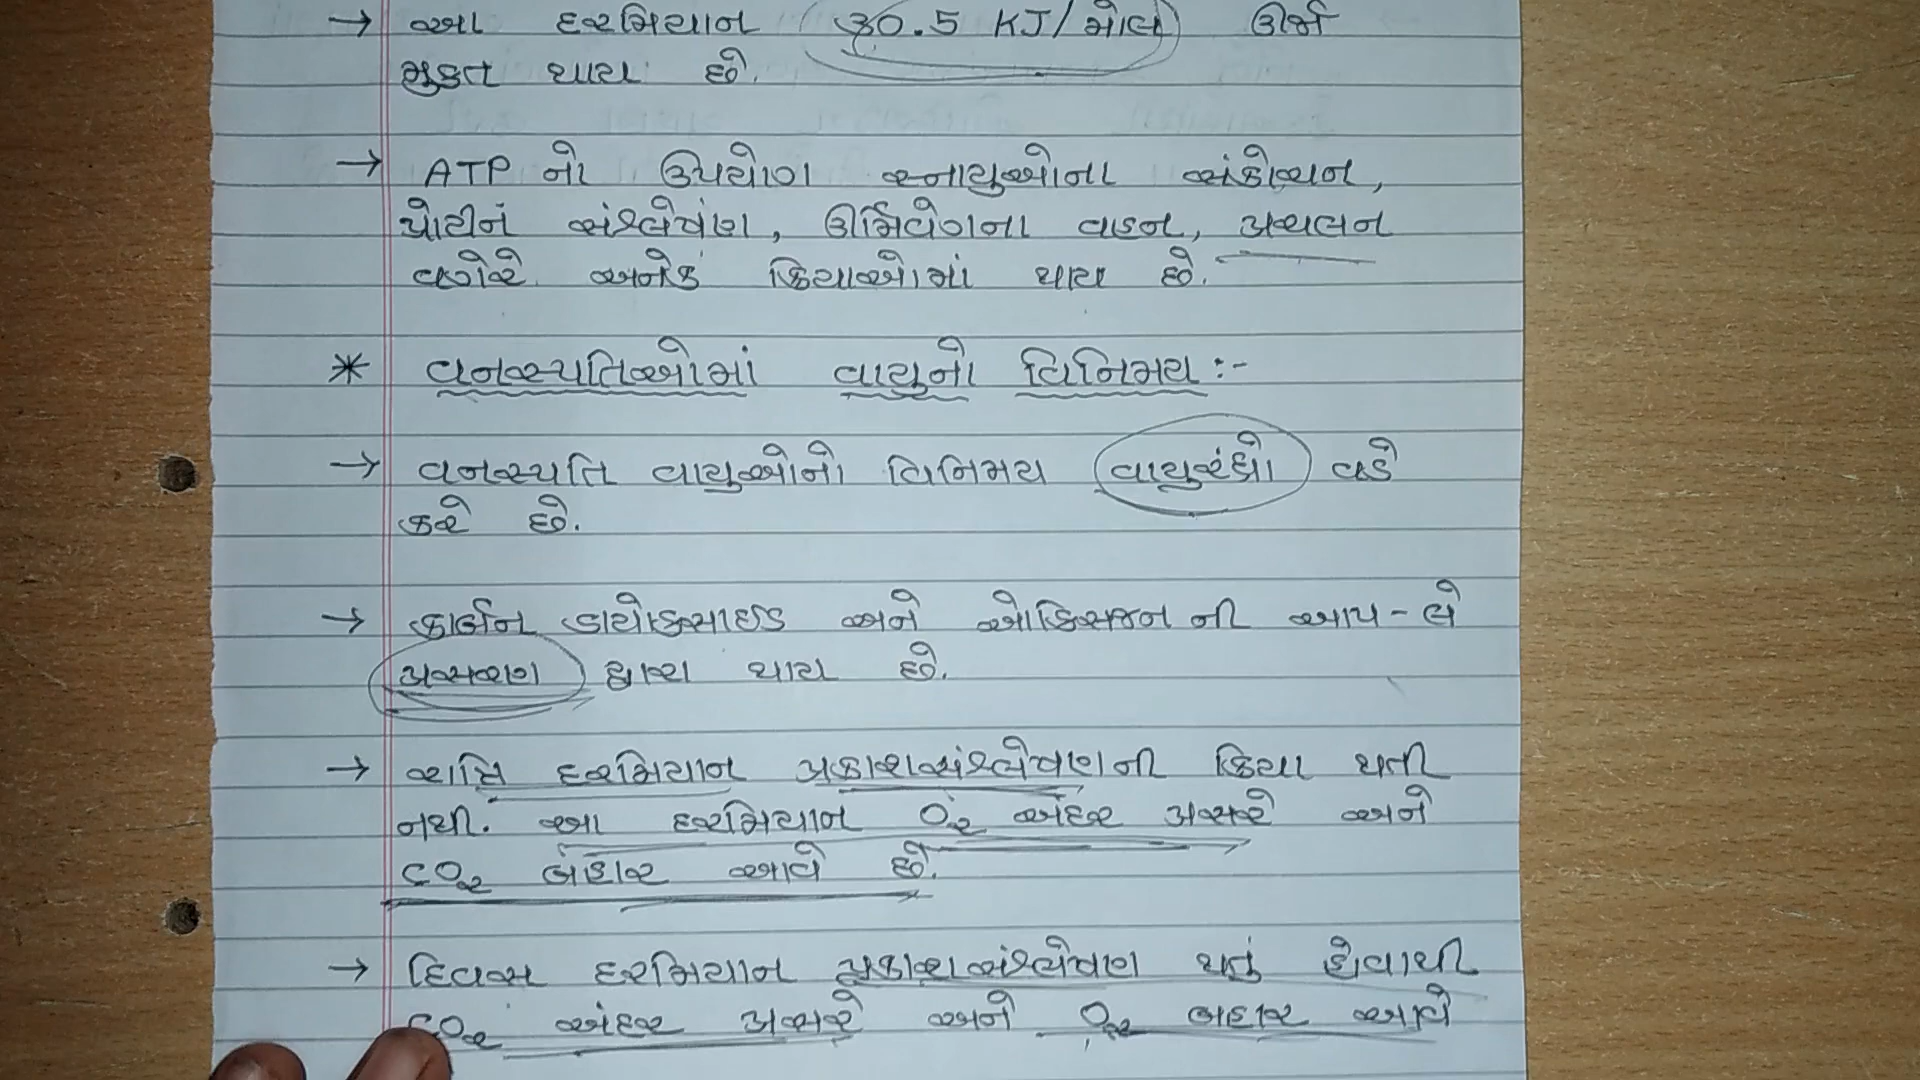 → આ દરમિયાન 30.5 KJ/મોલ ઊર્જા
મુક્ત થાય છે.
→ ATP નો ઉપયોગ સ્નાયુઓના સંકોચન,
પ્રોટીન સંશ્લેષણ, ઊર્મિવેગના વહન, પ્રચલન
વગેરે અનેક ક્રિયાઓમાં થાય છે.
* વનસ્પતિઓમાં વાયુનો વિનિમય :-
→ વનસ્પતિ વાયુઓનો વિનિમય વાયુરંધ્રો વડે
કરે છે.
→ કાર્બન ડાયોક્સાઇડ અને ઓક્સિજન ની આપ-લે
પ્રસરણ દ્વારા થાય છે.
→ રાત્રિ દરમિયાન પ્રકાશસંશ્લેષણની ક્રિયા થતી
નથી. આ દરમિયાન O₂ અંદર પ્રસરે અને
CO₂ બહાર આવે છે.
→ દિવસ દરમિયાન પ્રકાશસંશ્લેષણ થતું હોવાથી
CO₂ અંદર પ્રસરે અને O₂ બહાર આવે